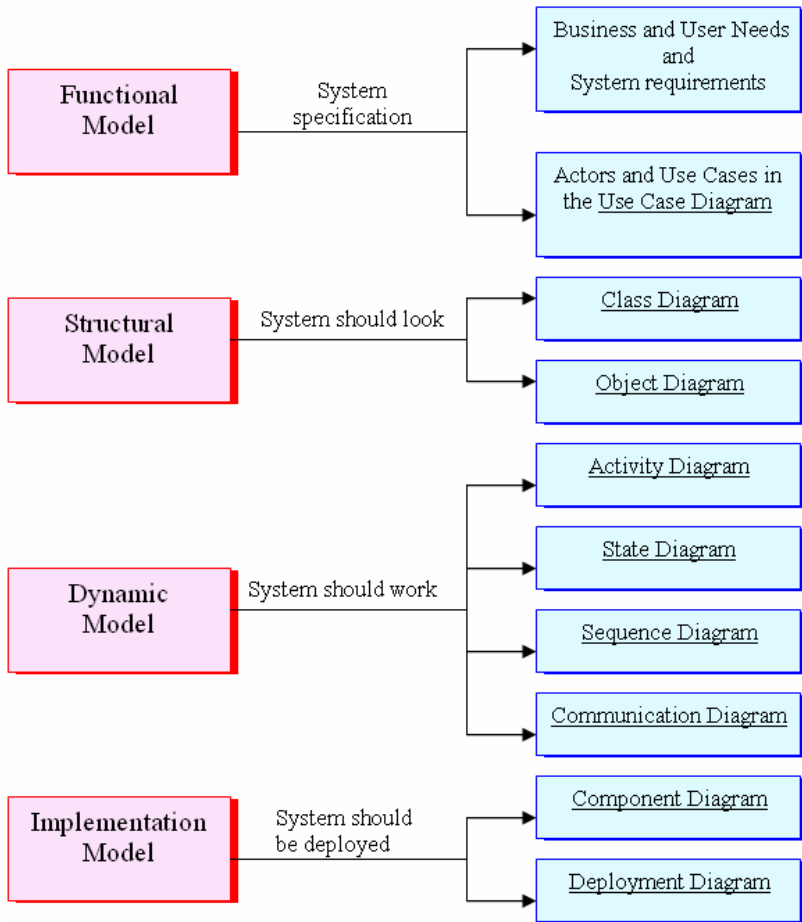 Functional
Model
System
specification
Business and User Needs
and
System requirements
Actors and Use Cases in
the Use Case Diagram
Structural
Model
System should look
Class Diagram
Object Diagram
Dynamic
Model
System should work
Activity Diagram
State Diagram
Sequence Diagram
Communication Diagram
Implementation
Model
System should
be deployed
Component Diagram
Deployment Diagram